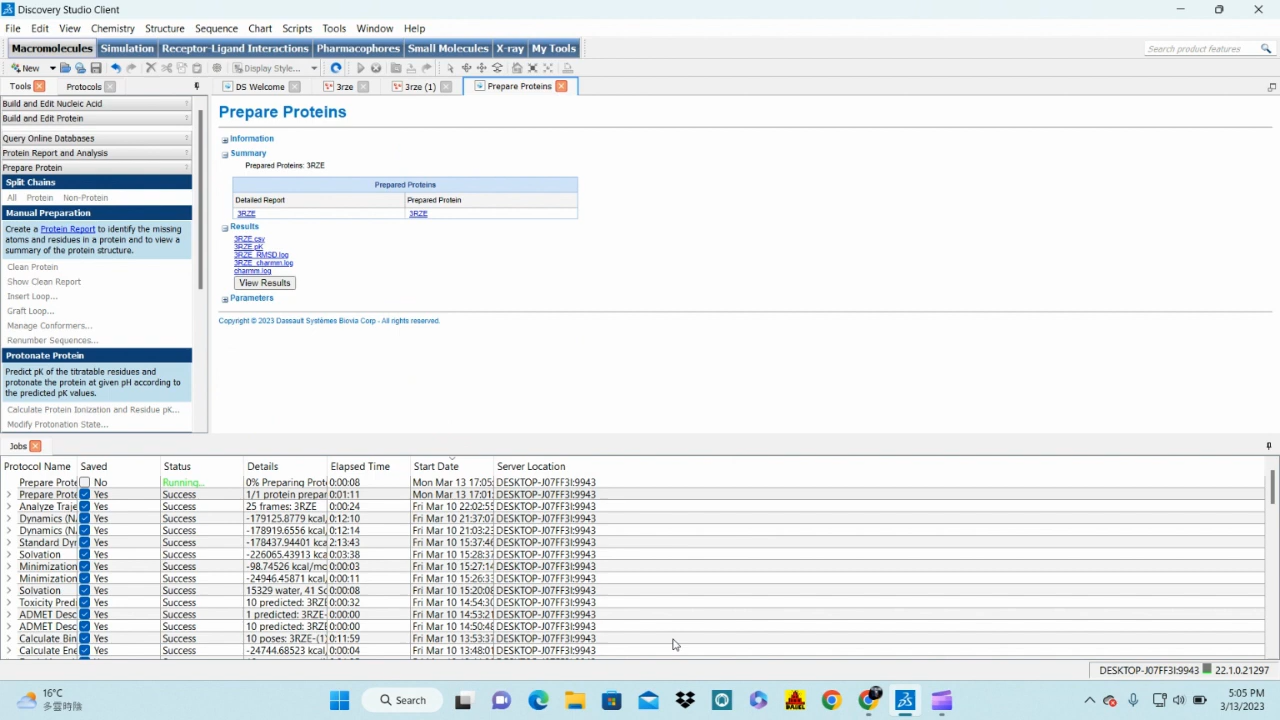 Discovery Studio Client
File Edit View Chemistry Structure Sequence Chart Scripts Tools Window Help
Macromolecules Simulation Receptor-Ligand Interactions Pharmacophores Small Molecules X-ray My Tools
Search product features
New Display Style...
Tools Protocols DS Welcome 3rze 3rze (1) Prepare Proteins
Build and Edit Nucleic Acid
Build and Edit Protein
Query Online Databases
Protein Report and Analysis
Prepare Protein
Split Chains
All Protein Non-Protein
Manual Preparation
Create a Protein Report to identify the missing
atoms and residues in a protein and to view a
summary of the protein structure.
Clean Protein
Show Clean Report
Insert Loop...
Graft Loop...
Manage Conformers...
Renumber Sequences...
Protonate Protein
Predict pK of the titratable residues and
protonate the protein at given pH according to
the predicted pK values.
Calculate Protein Ionization and Residue pK...
Modify Protonation State...
Prepare Proteins
Information
Summary
Prepared Proteins: 3RZE
Prepared Proteins
Detailed Report Prepared Protein
3RZE 3RZE
Results
3RZE.csv
3RZE.pK
3RZE_RMSD.log
3RZE_charmm.log
charmm.log
View Results
Parameters
Copyright © 2023 Dassault Systèmes Biovia Corp - All rights reserved.
Jobs
Protocol Name Saved Status Details Elapsed Time Start Date Server Location
Prepare Prote No Running... 0% Preparing Prot 0:00:08 Mon Mar 13 17:05: DESKTOP-J07FF3I:9943
Prepare Prote Yes Success 1/1 protein prepar 0:01:11 Mon Mar 13 17:01: DESKTOP-J07FF3I:9943
Analyze Traje Yes Success 25 frames: 3RZE 0:00:24 Fri Mar 10 22:02:55 DESKTOP-J07FF3I:9943
Dynamics (N Yes Success -179125.8779 kcal, 0:12:10 Fri Mar 10 21:37:07 DESKTOP-J07FF3I:9943
Dynamics (N Yes Success -178919.6556 kcal, 0:12:14 Fri Mar 10 21:03:23 DESKTOP-J07FF3I:9943
Standard Dyn Yes Success -178437.94401 kca 2:13:43 Fri Mar 10 15:37:46 DESKTOP-J07FF3I:9943
Solvation Yes Success -226065.43913 kca 0:03:38 Fri Mar 10 15:28:37 DESKTOP-J07FF3I:9943
Minimization Yes Success -98.74526 kcal/mo 0:00:03 Fri Mar 10 15:27:14 DESKTOP-J07FF3I:9943
Minimization Yes Success -24946.45871 kcal, 0:00:11 Fri Mar 10 15:26:33 DESKTOP-J07FF3I:9943
Solvation Yes Success 15329 water, 41 So 0:00:08 Fri Mar 10 15:20:08 DESKTOP-J07FF3I:9943
Toxicity Pred Yes Success 10 predicted: 3RZE 0:00:32 Fri Mar 10 14:54:30 DESKTOP-J07FF3I:9943
ADMET Desc Yes Success 1 predicted: 3RZE- 0:00:00 Fri Mar 10 14:53:21 DESKTOP-J07FF3I:9943
ADMET Desc Yes Success 10 predicted: 3RZE 0:00:00 Fri Mar 10 14:50:01 DESKTOP-J07FF3I:9943
Calculate Bin Yes Success 10 poses: 3RZE-(1) 0:11:59 Fri Mar 10 13:53:37 DESKTOP-J07FF3I:9943
Calculate Ene Yes Success -24744.68523 kcal, 0:00:04 DESKTOP-J07FF3I:9943
DESKTOP-J07FF3I:9943 22.1.0.21297
16°C
多雲時陰
Search
5:05 PM
3/13/2023